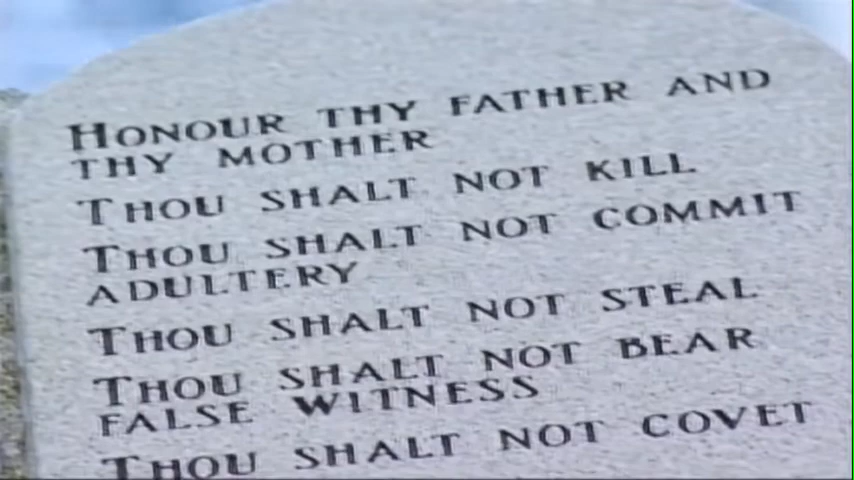 HONOUR THY FATHER AND
THY MOTHER
THOU SHALT NOT KILL
THOU SHALT NOT COMMIT
ADULTERY
THOU SHALT NOT STEAL
THOU SHALT NOT BEAR
FALSE WITNESS
THOU SHALT NOT COVET